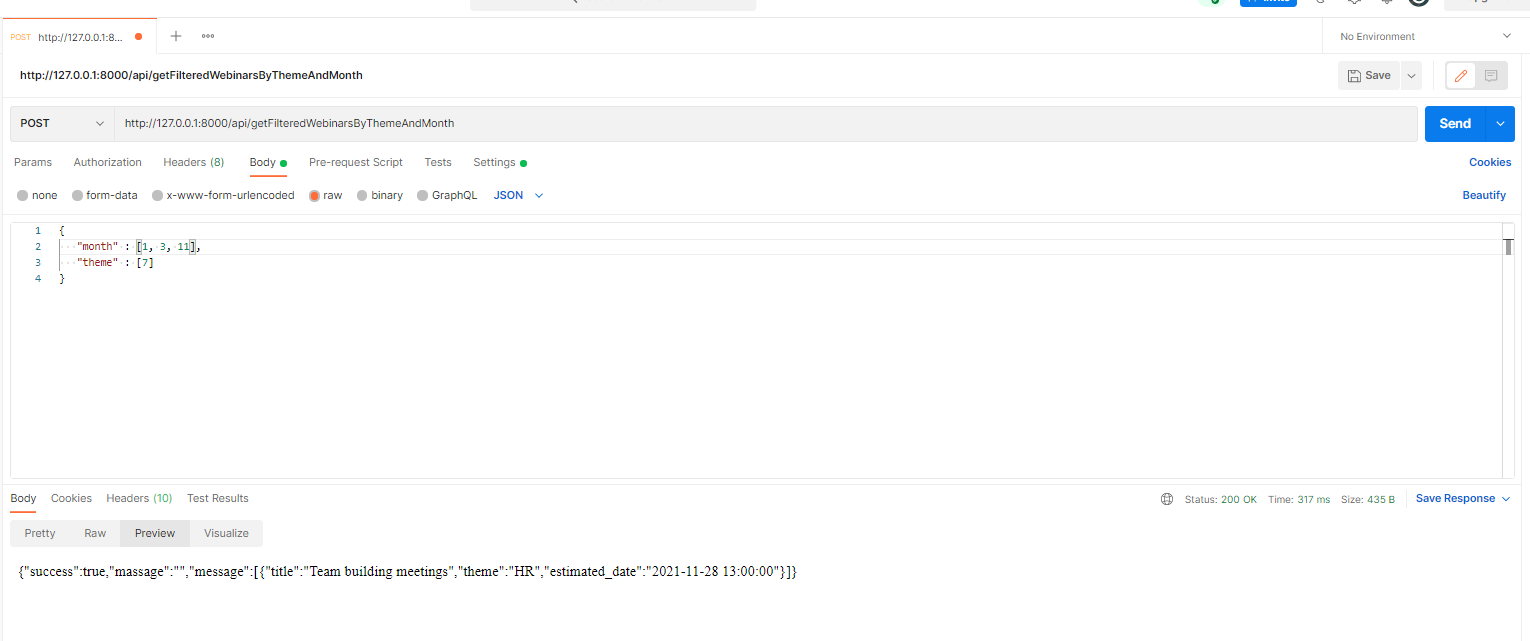 POST http://127.0.0.1:8...
No Environment
http://127.0.0.1:8000/api/getFilteredWebinarsByThemeAndMonth
Save
POST http://127.0.0.1:8000/api/getFilteredWebinarsByThemeAndMonth Send
Params Authorization Headers (8) Body Pre-request Script Tests Settings Cookies
none form-data x-www-form-urlencoded raw binary GraphQL JSON Beautify
1 {
2 "month" : [1, 3, 11],
3 "theme" : [7]
4 }
Body Cookies Headers (10) Test Results Status: 200 OK Time: 317 ms Size: 435 B Save Response
Pretty Raw Preview Visualize
{"success":true,"massage":"","message":[{"title":"Team building meetings","theme":"HR","estimated_date":"2021-11-28 13:00:00"}]}